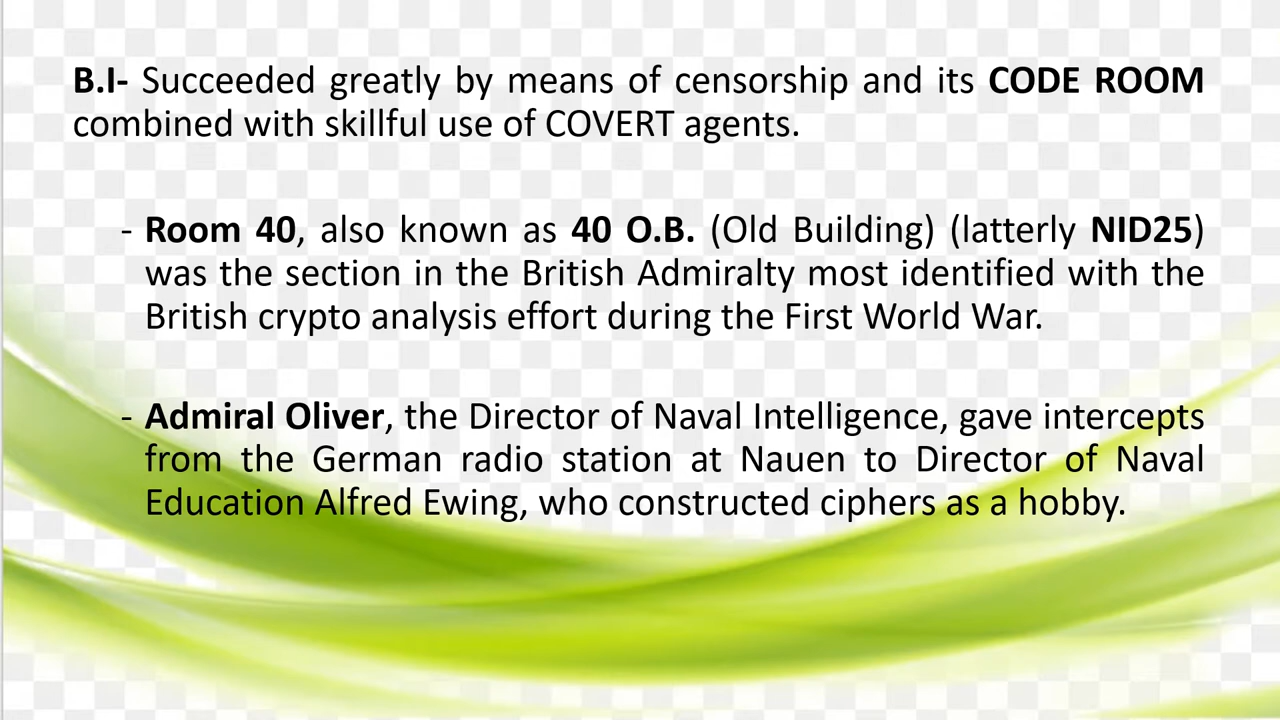 B.I- Succeeded greatly by means of censorship and its CODE ROOM
combined with skillful use of COVERT agents.
- Room 40, also known as 40 O.B. (Old Building) (latterly NID25)
was the section in the British Admiralty most identified with the
British crypto analysis effort during the First World War.
- Admiral Oliver, the Director of Naval Intelligence, gave intercepts
from the German radio station at Nauen to Director of Naval
Education Alfred Ewing, who constructed ciphers as a hobby.